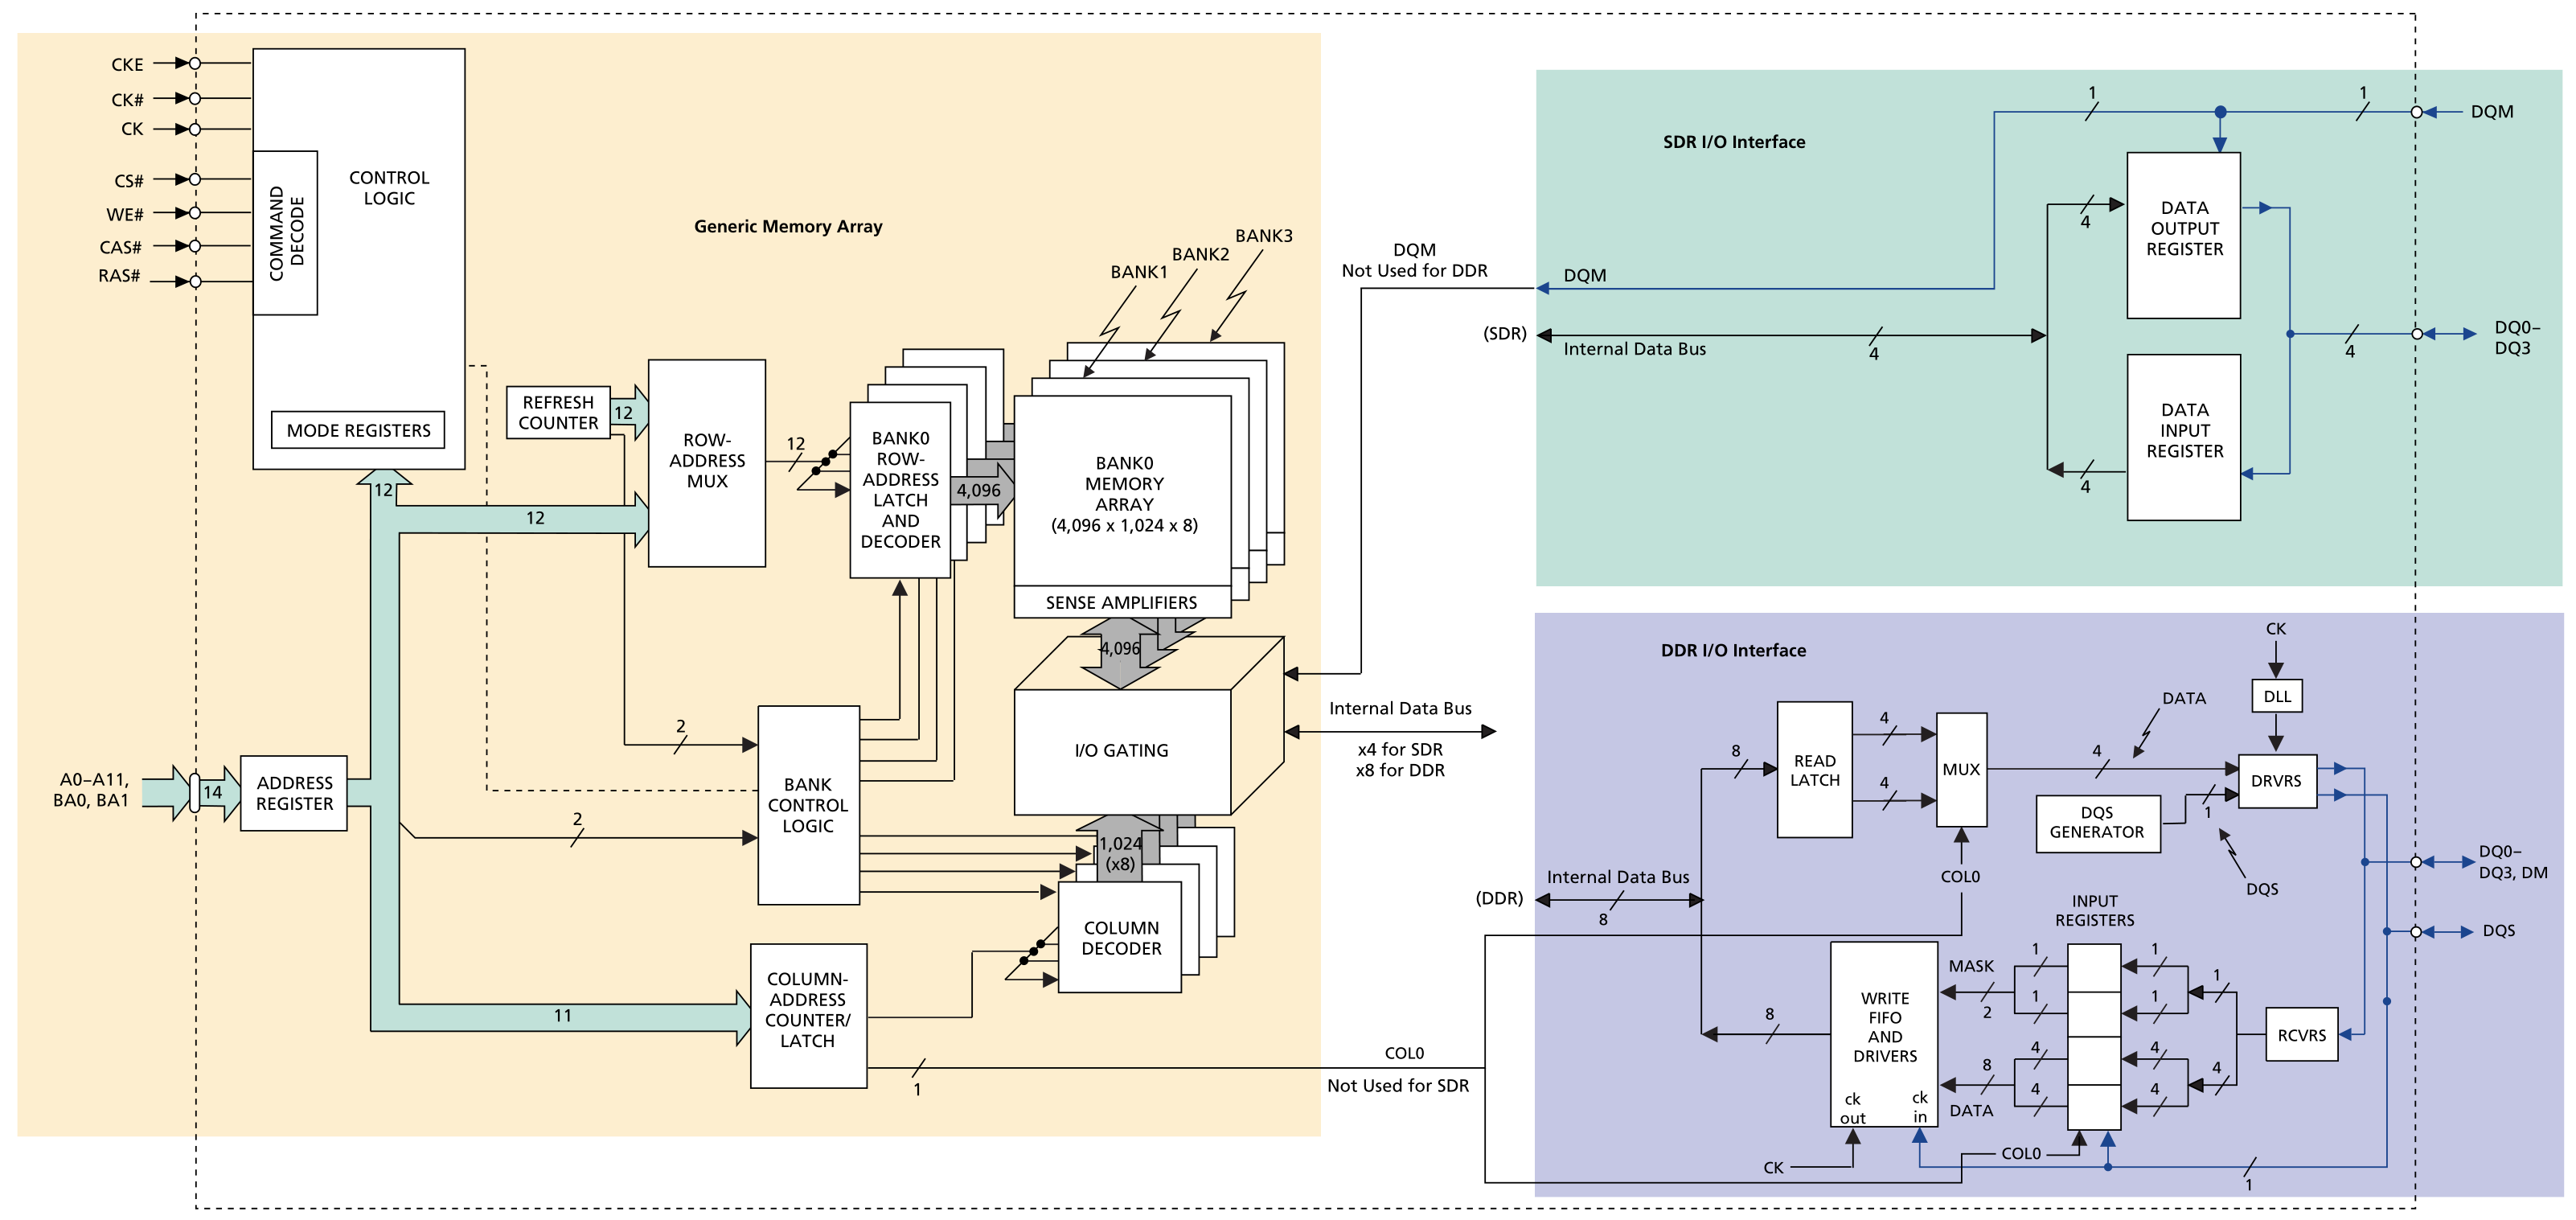 CKE
CK#
CK
CS#
WE#
CAS#
RAS#
COMMAND
DECODE
CONTROL
LOGIC
MODE REGISTERS
12
Generic Memory Array
REFRESH
COUNTER
12
12
ROW-
ADDRESS
MUX
12
BANK0
ROW-
ADDRESS
LATCH
AND
DECODER
4,096
BANK1
BANK2
BANK3
BANK0
MEMORY
ARRAY
(4,096 x 1,024 x 8)
SENSE AMPLIFIERS
4,096
I/O GATING
1,024
(x8)
COLUMN
DECODER
2
2
BANK
CONTROL
LOGIC
A0–A11,
BA0, BA1
14
ADDRESS
REGISTER
11
COLUMN-
ADDRESS
COUNTER/
LATCH
1
COL0
Not Used for SDR
DQM
Not Used for DDR
Internal Data Bus
x4 for SDR
x8 for DDR
SDR I/O Interface
DQM
(SDR)
Internal Data Bus
4
1
1
DQM
4
DATA
OUTPUT
REGISTER
4
DATA
INPUT
REGISTER
4
DQ0–
DQ3
DDR I/O Interface
CK
DLL
DATA
8
READ
LATCH
4
4
MUX
4
DRVRS
DQS
GENERATOR
1
DQS
COL0
(DDR)
Internal Data Bus
8
DQ0–
DQ3, DM
DQS
INPUT
REGISTERS
WRITE
FIFO
AND
DRIVERS
ck
out
ck
in
8
MASK
2
8
DATA
1
1
4
4
1
1
4
4
1
4
RCVRS
CK
COL0
1